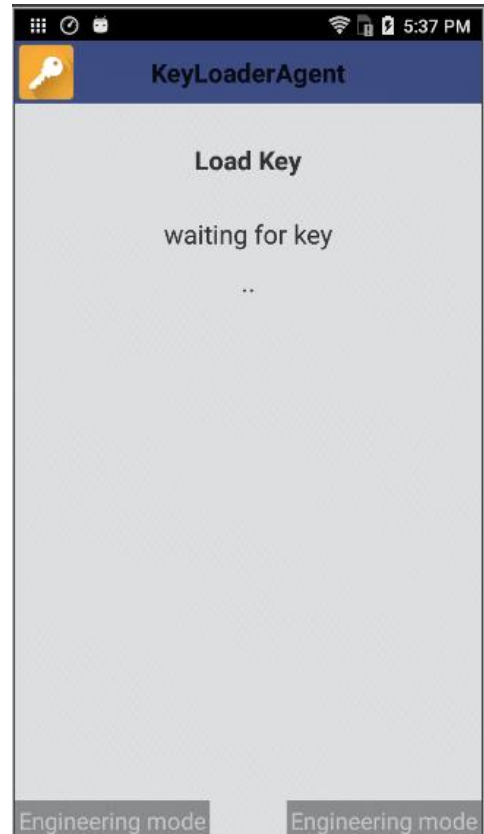 5:37 PM
KeyLoaderAgent
Load Key
waiting for key
..
Engineering mode Engineering mode